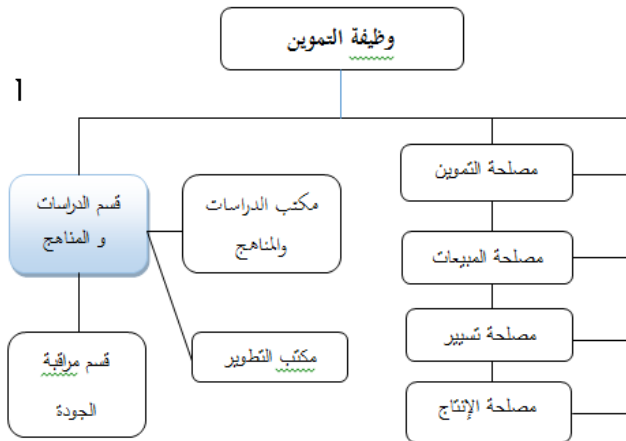 وظيفة التموين
أ
مصلحة التموين
مصلحة المبيعات
مصلحة تسيير
مصلحة الإنتاج
مكتب الدراسات
والمناهج
مكتب التطوير
قسم الدراسات
و المناهج
قسم مراقبة
الجودة